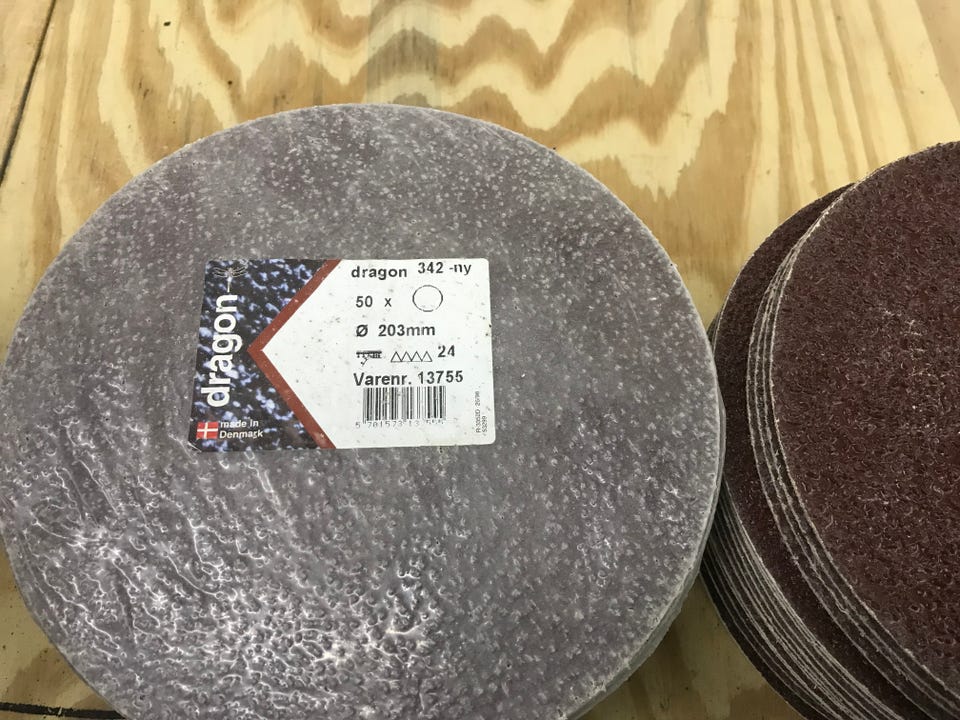 dragon
made in
Denmark
dragon 342 -ny
50 x
Ø 203mm
24
Varenr. 13755